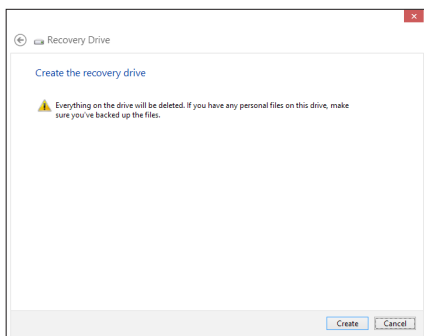 Recovery Drive
Create the recovery drive
Everything on the drive will be deleted. If you have any personal files on this drive, make
sure you've backed up the files.
Create Cancel